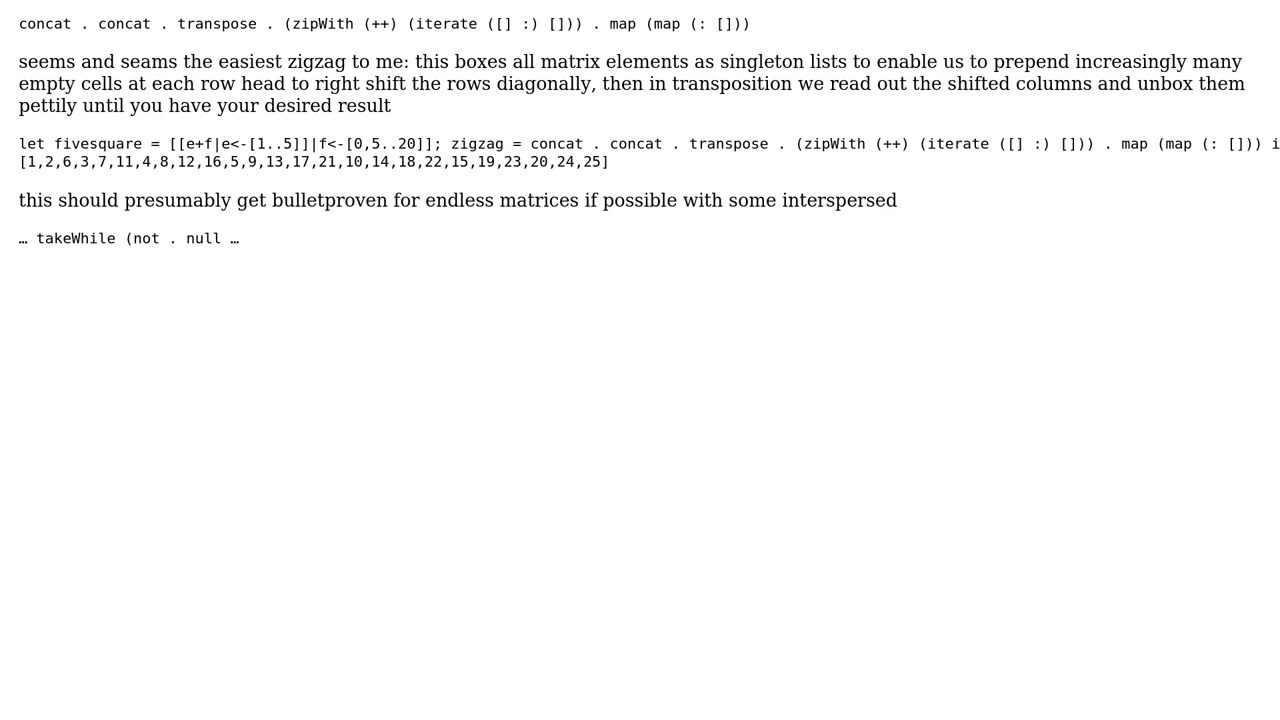 concat . concat . transpose . (zipWith (++) (iterate ([] :) [])) . map (map (: []))
seems and seams the easiest zigzag to me: this boxes all matrix elements as singleton lists to enable us to prepend increasingly many
empty cells at each row head to right shift the rows diagonally, then in transposition we read out the shifted columns and unbox them
pettily until you have your desired result
let fivesquare = [[e+f|e<-[1..5]]|f<-[0,5..20]]; zigzag = concat . concat . transpose . (zipWith (++) (iterate ([] :) [])) . map (map (: [])) i
[1,2,6,3,7,11,4,8,12,16,5,9,13,17,21,10,14,18,22,15,19,23,20,24,25]
this should presumably get bulletproven for endless matrices if possible with some interspersed
… takeWhile (not . null …